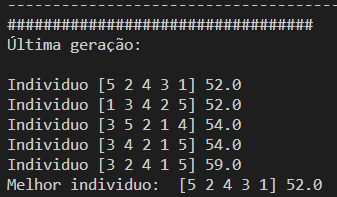 -----------------------------------
##################################
Última geração:
Individuo [5 2 4 3 1] 52.0
Individuo [1 3 4 2 5] 52.0
Individuo [3 5 2 1 4] 54.0
Individuo [3 4 2 1 5] 54.0
Individuo [3 2 4 1 5] 59.0
Melhor individuo:  [5 2 4 3 1] 52.0